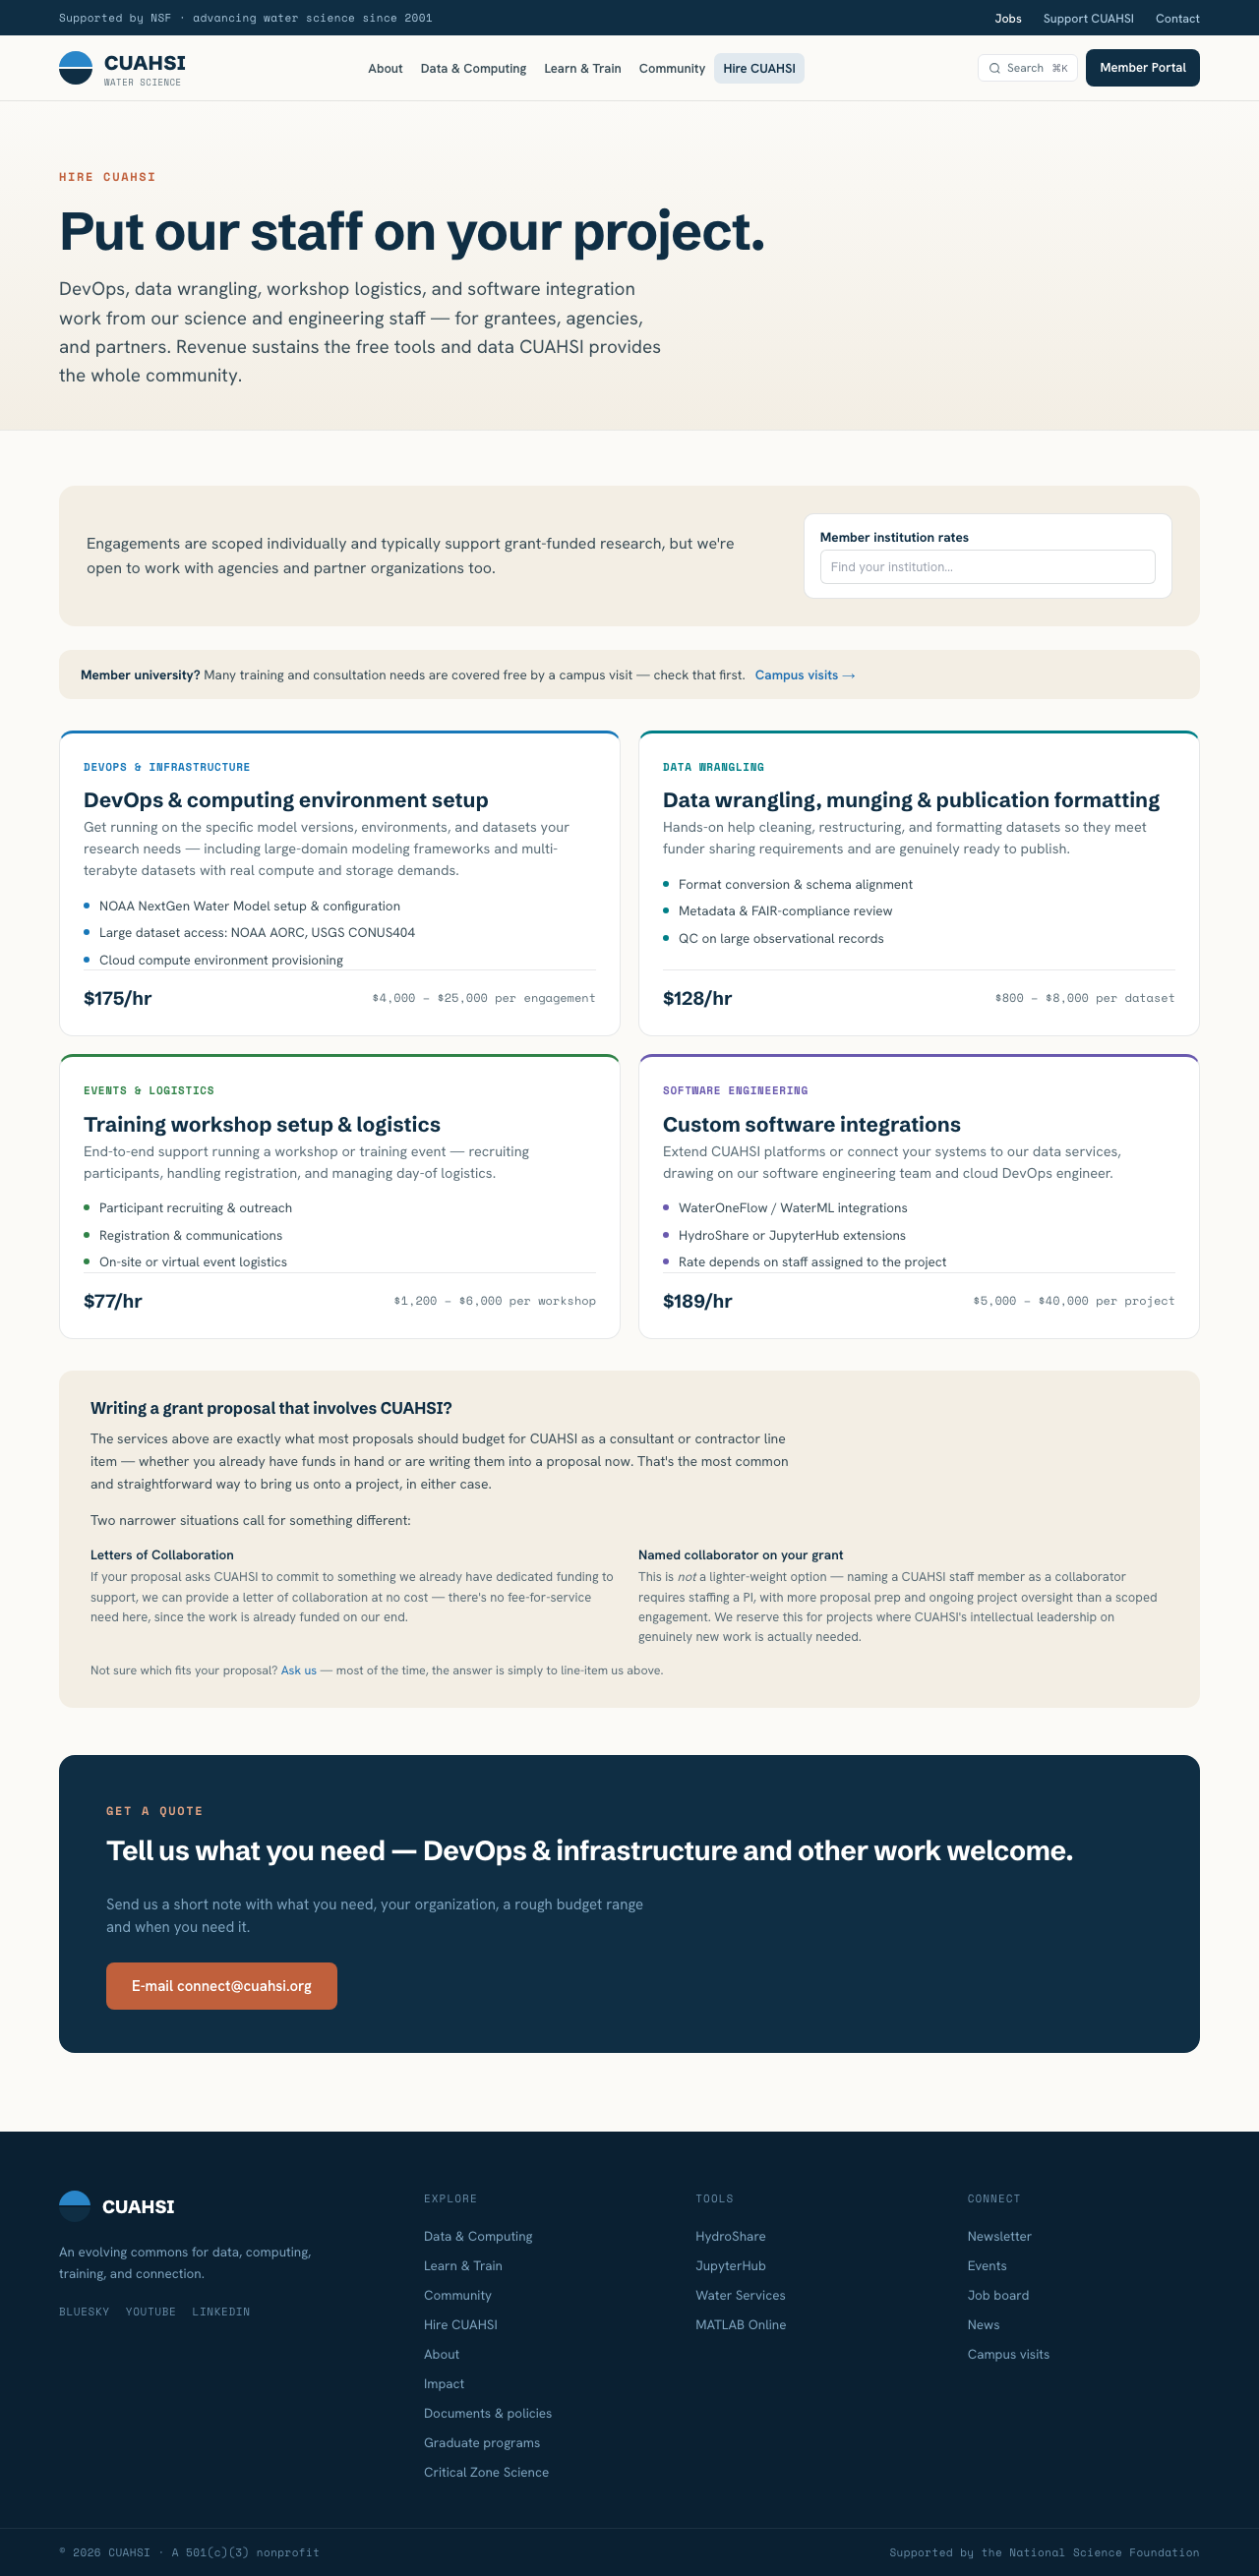 Supported by NSF · advancing water science since 2001
Jobs
Support CUAHSI
Contact
CUAHSI
WATER SCIENCE
About
Data & Computing
Learn & Train
Community
Hire CUAHSI
Search ⌘K
Member Portal
HIRE CUAHSI
Put our staff on your project.
DevOps, data wrangling, workshop logistics, and software integration
work from our science and engineering staff — for grantees, agencies,
and partners. Revenue sustains the free tools and data CUAHSI provides
the whole community.
Engagements are scoped individually and typically support grant-funded research, but we're
open to work with agencies and partner organizations too.
Member institution rates
Find your institution...
Member university? Many training and consultation needs are covered free by a campus visit — check that first. Campus visits →
DEVOPS & INFRASTRUCTURE
DevOps & computing environment setup
Get running on the specific model versions, environments, and datasets your
research needs — including large-domain modeling frameworks and multi-
terabyte datasets with real compute and storage demands.
NOAA NextGen Water Model setup & configuration
Large dataset access: NOAA AORC, USGS CONUS404
Cloud compute environment provisioning
$175/hr
$4,000 – $25,000 per engagement
DATA WRANGLING
Data wrangling, munging & publication formatting
Hands-on help cleaning, restructuring, and formatting datasets so they meet
funder sharing requirements and are genuinely ready to publish.
Format conversion & schema alignment
Metadata & FAIR-compliance review
QC on large observational records
$128/hr
$800 – $8,000 per dataset
EVENTS & LOGISTICS
Training workshop setup & logistics
End-to-end support running a workshop or training event — recruiting
participants, handling registration, and managing day-of logistics.
Participant recruiting & outreach
Registration & communications
On-site or virtual event logistics
$77/hr
$1,200 – $6,000 per workshop
SOFTWARE ENGINEERING
Custom software integrations
Extend CUAHSI platforms or connect your systems to our data services,
drawing on our software engineering team and cloud DevOps engineer.
WaterOneFlow / WaterML integrations
HydroShare or JupyterHub extensions
Rate depends on staff assigned to the project
$189/hr
$5,000 – $40,000 per project
Writing a grant proposal that involves CUAHSI?
The services above are exactly what most proposals should budget for CUAHSI as a consultant or contractor line
item — whether you already have funds in hand or are writing them into a proposal now. That's the most common
and straightforward way to bring us onto a project, in either case.
Two narrower situations call for something different:
Letters of Collaboration
If your proposal asks CUAHSI to commit to something we already have dedicated funding to
support, we can provide a letter of collaboration at no cost — there's no fee-for-service
need here, since the work is already funded on our end.
Named collaborator on your grant
This is not a lighter-weight option — naming a CUAHSI staff member as a collaborator
requires staffing a PI, with more proposal prep and ongoing project oversight than a scoped
engagement. We reserve this for projects where CUAHSI's intellectual leadership on
genuinely new work is actually needed.
Not sure which fits your proposal? Ask us — most of the time, the answer is simply to line-item us above.
GET A QUOTE
Tell us what you need — DevOps & infrastructure and other work welcome.
Send us a short note with what you need, your organization, a rough budget range
and when you need it.
E-mail connect@cuahsi.org
CUAHSI
An evolving commons for data, computing,
training, and connection.
BLUESKY
YOUTUBE
LINKEDIN
EXPLORE
Data & Computing
Learn & Train
Community
Hire CUAHSI
About
Impact
Documents & policies
Graduate programs
Critical Zone Science
TOOLS
HydroShare
JupyterHub
Water Services
MATLAB Online
CONNECT
Newsletter
Events
Job board
News
Campus visits
© 2026 CUAHSI · A 501(c)(3) nonprofit
Supported by the National Science Foundation